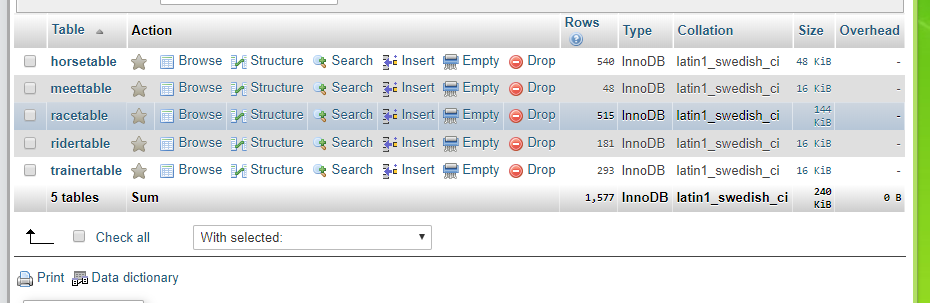 Table Action Rows Type Collation Size Overhead
horsetable Browse Structure Search Insert Empty Drop 540 InnoDB latin1_swedish_ci 48 KiB -
meettable Browse Structure Search Insert Empty Drop 48 InnoDB latin1_swedish_ci 16 KiB -
racetable Browse Structure Search Insert Empty Drop 515 InnoDB latin1_swedish_ci 144 KiB -
ridertable Browse Structure Search Insert Empty Drop 181 InnoDB latin1_swedish_ci 16 KiB -
trainertable Browse Structure Search Insert Empty Drop 293 InnoDB latin1_swedish_ci 16 KiB -
5 tables Sum 1,577 InnoDB latin1_swedish_ci 240 KiB 0 B
Check all With selected:
Print Data dictionary